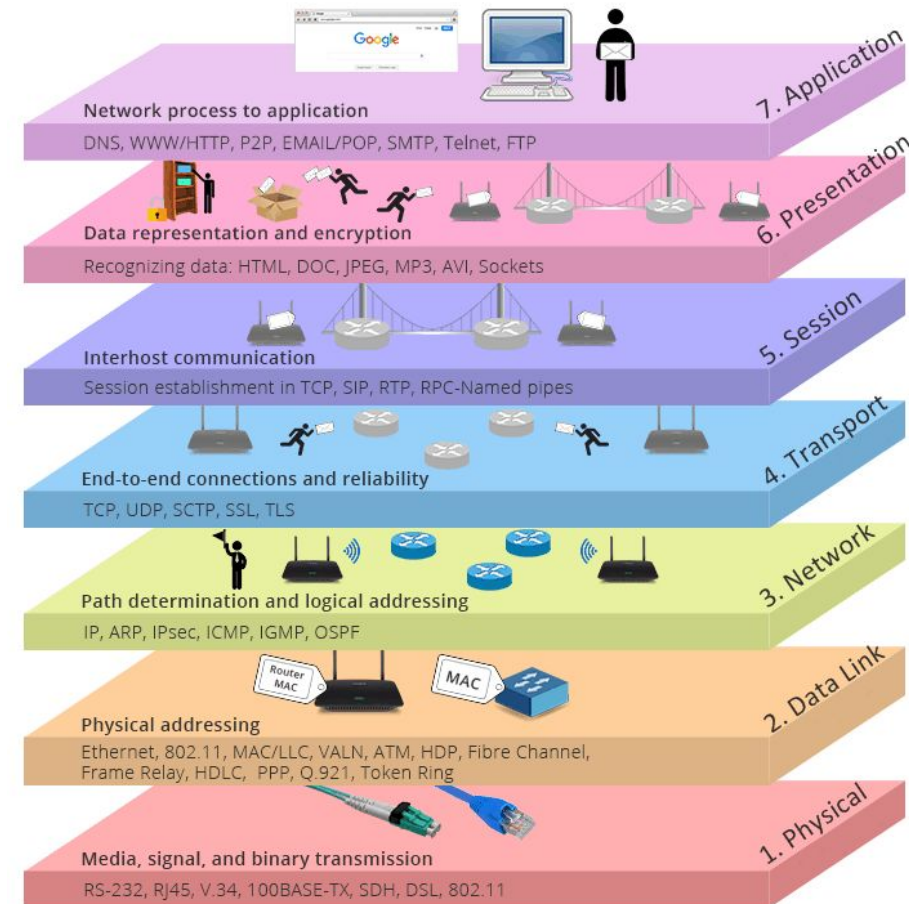 Google
7. Application
Network process to application
DNS, WWW/HTTP, P2P, EMAIL/POP, SMTP, Telnet, FTP
6. Presentation
Data representation and encryption
Recognizing data: HTML, DOC, JPEG, MP3, AVI, Sockets
5. Session
Interhost communication
Session establishment in TCP, SIP, RTP, RPC-Named pipes
4. Transport
End-to-end connections and reliability
TCP, UDP, SCTP, SSL, TLS
3. Network
Path determination and logical addressing
IP, ARP, IPsec, ICMP, IGMP, OSPF
2. Data Link
Router
MAC
MAC
Physical addressing
Ethernet, 802.11, MAC/LLC, VALN, ATM, HDP, Fibre Channel,
Frame Relay, HDLC, PPP, Q.921, Token Ring
1. Physical
Media, signal, and binary transmission
RS-232, RJ45, V.34, 100BASE-TX, SDH, DSL, 802.11